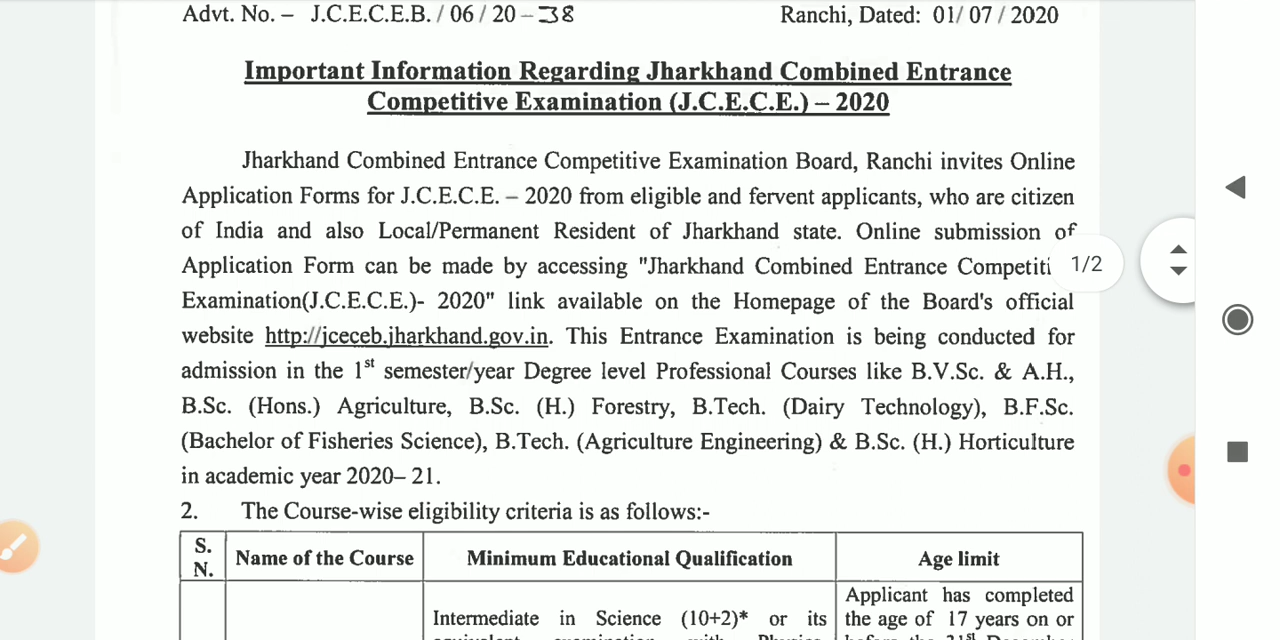 Advt. No. – J.C.E.C.E.B. / 06 / 20 – 38 Ranchi, Dated: 01/ 07 / 2020
Important Information Regarding Jharkhand Combined Entrance
Competitive Examination (J.C.E.C.E.) – 2020
Jharkhand Combined Entrance Competitive Examination Board, Ranchi invites Online
Application Forms for J.C.E.C.E. – 2020 from eligible and fervent applicants, who are citizen
of India and also Local/Permanent Resident of Jharkhand state. Online submission of
Application Form can be made by accessing "Jharkhand Combined Entrance Competiti
1/2
Examination(J.C.E.C.E.)- 2020" link available on the Homepage of the Board's official
website http://jceceb.jharkhand.gov.in. This Entrance Examination is being conducted for
admission in the 1st semester/year Degree level Professional Courses like B.V.Sc. & A.H.,
B.Sc. (Hons.) Agriculture, B.Sc. (H.) Forestry, B.Tech. (Dairy Technology), B.F.Sc.
(Bachelor of Fisheries Science), B.Tech. (Agriculture Engineering) & B.Sc. (H.) Horticulture
in academic year 2020– 21.
2. The Course-wise eligibility criteria is as follows:-
S. N. Name of the Course Minimum Educational Qualification Age limit
Intermediate in Science (10+2)* or its
Applicant has completed
the age of 17 years on or